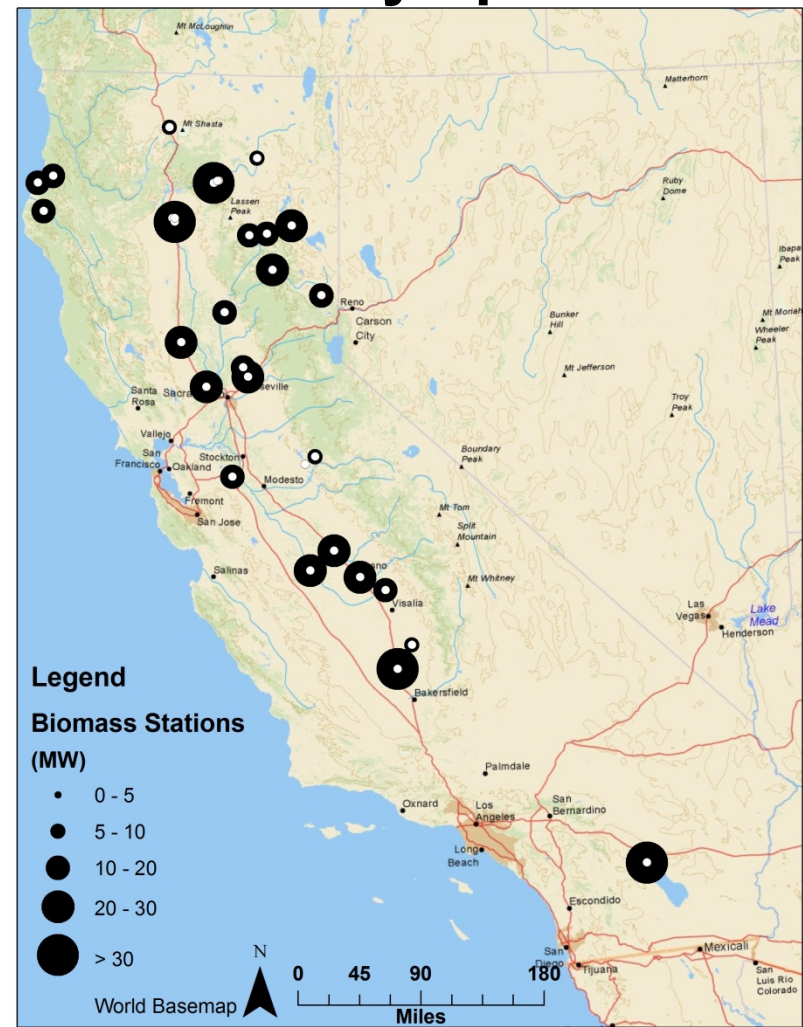 Mt McLoughlin
Matterhorn
Mt Shasta
Ruby
Dome
Lassen
Peak
Ibapa
Peak
Reno
Carson
City
Bunker
Hill
Mt Moriah
Wheeler
Peak
Mt Jefferson
Troy
Peak
Santa
Rosa
Vallejo
San
Francisco
Oakland
Stockton
Modesto
Fremont
San Jose
Boundary
Peak
Mt Tom
Split
Mountain
Salinas
Mt Whitney
Visalia
Las
Vegas
Lake
Mead
Henderson
Bakersfield
Palmdale
Oxnard
Los
Angeles
San
Bernardino
Long
Beach
Escondido
San
Diego
Tijuana
Mexicali
San
Luis Río
Colorado
Legend
Biomass Stations
(MW)
0 - 5
5 - 10
10 - 20
20 - 30
> 30
World Basemap
N
0 45 90 180
Miles